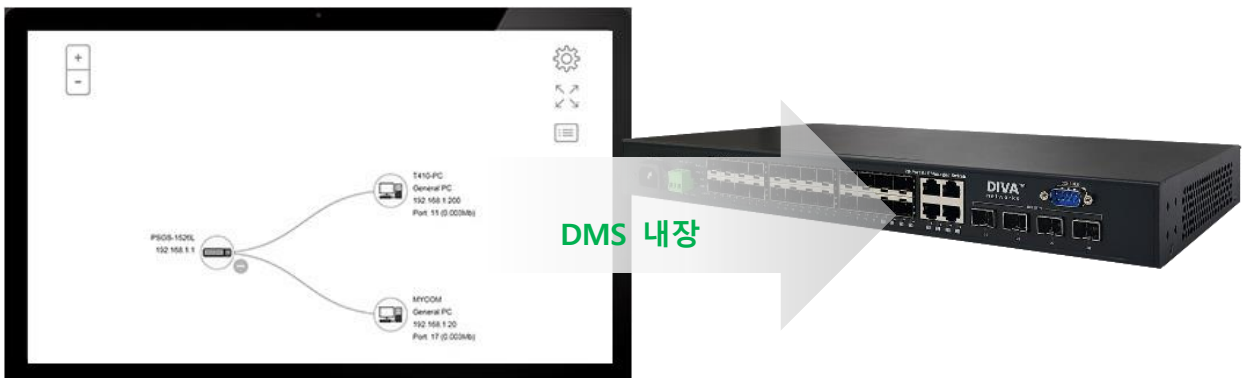 +
-
T410-PC
General PC
192.168.1.200
Port: 11 (0.003Mb)
PSGS-1526L
192.168.1.1
MYCOM
General PC
192.168.1.20
Port: 17 (0.003Mb)
DMS 내장
DIVA
networks